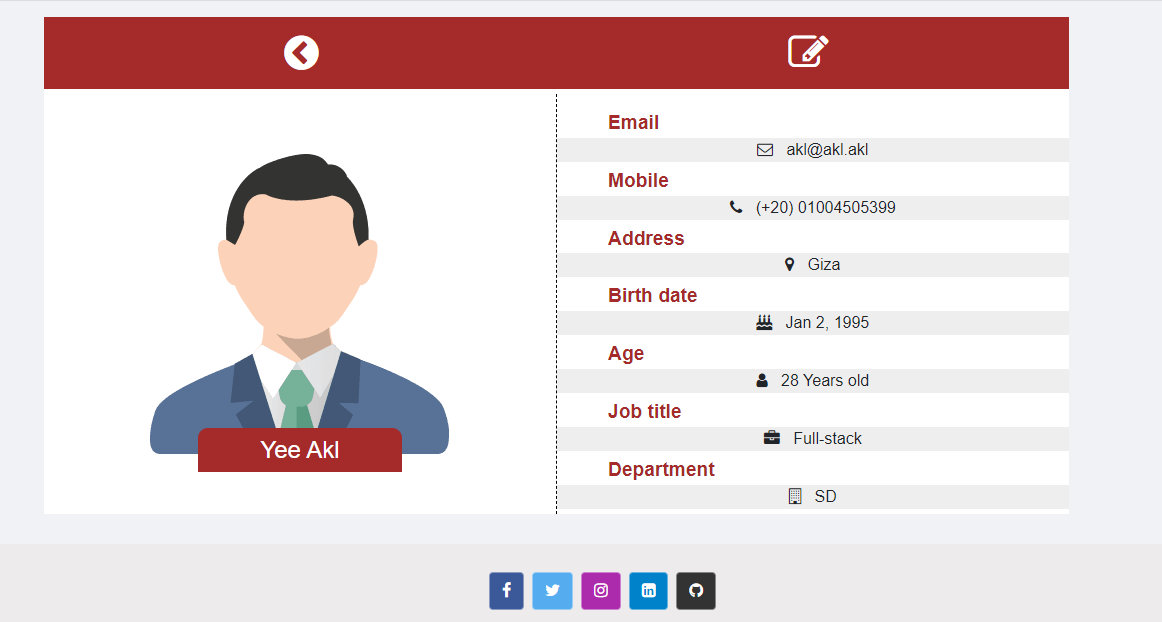 Email
akl@akl.akl
Mobile
(+20) 01004505399
Address
Giza
Birth date
Jan 2, 1995
Age
28 Years old
Job title
Full-stack
Department
SD
Yee Akl